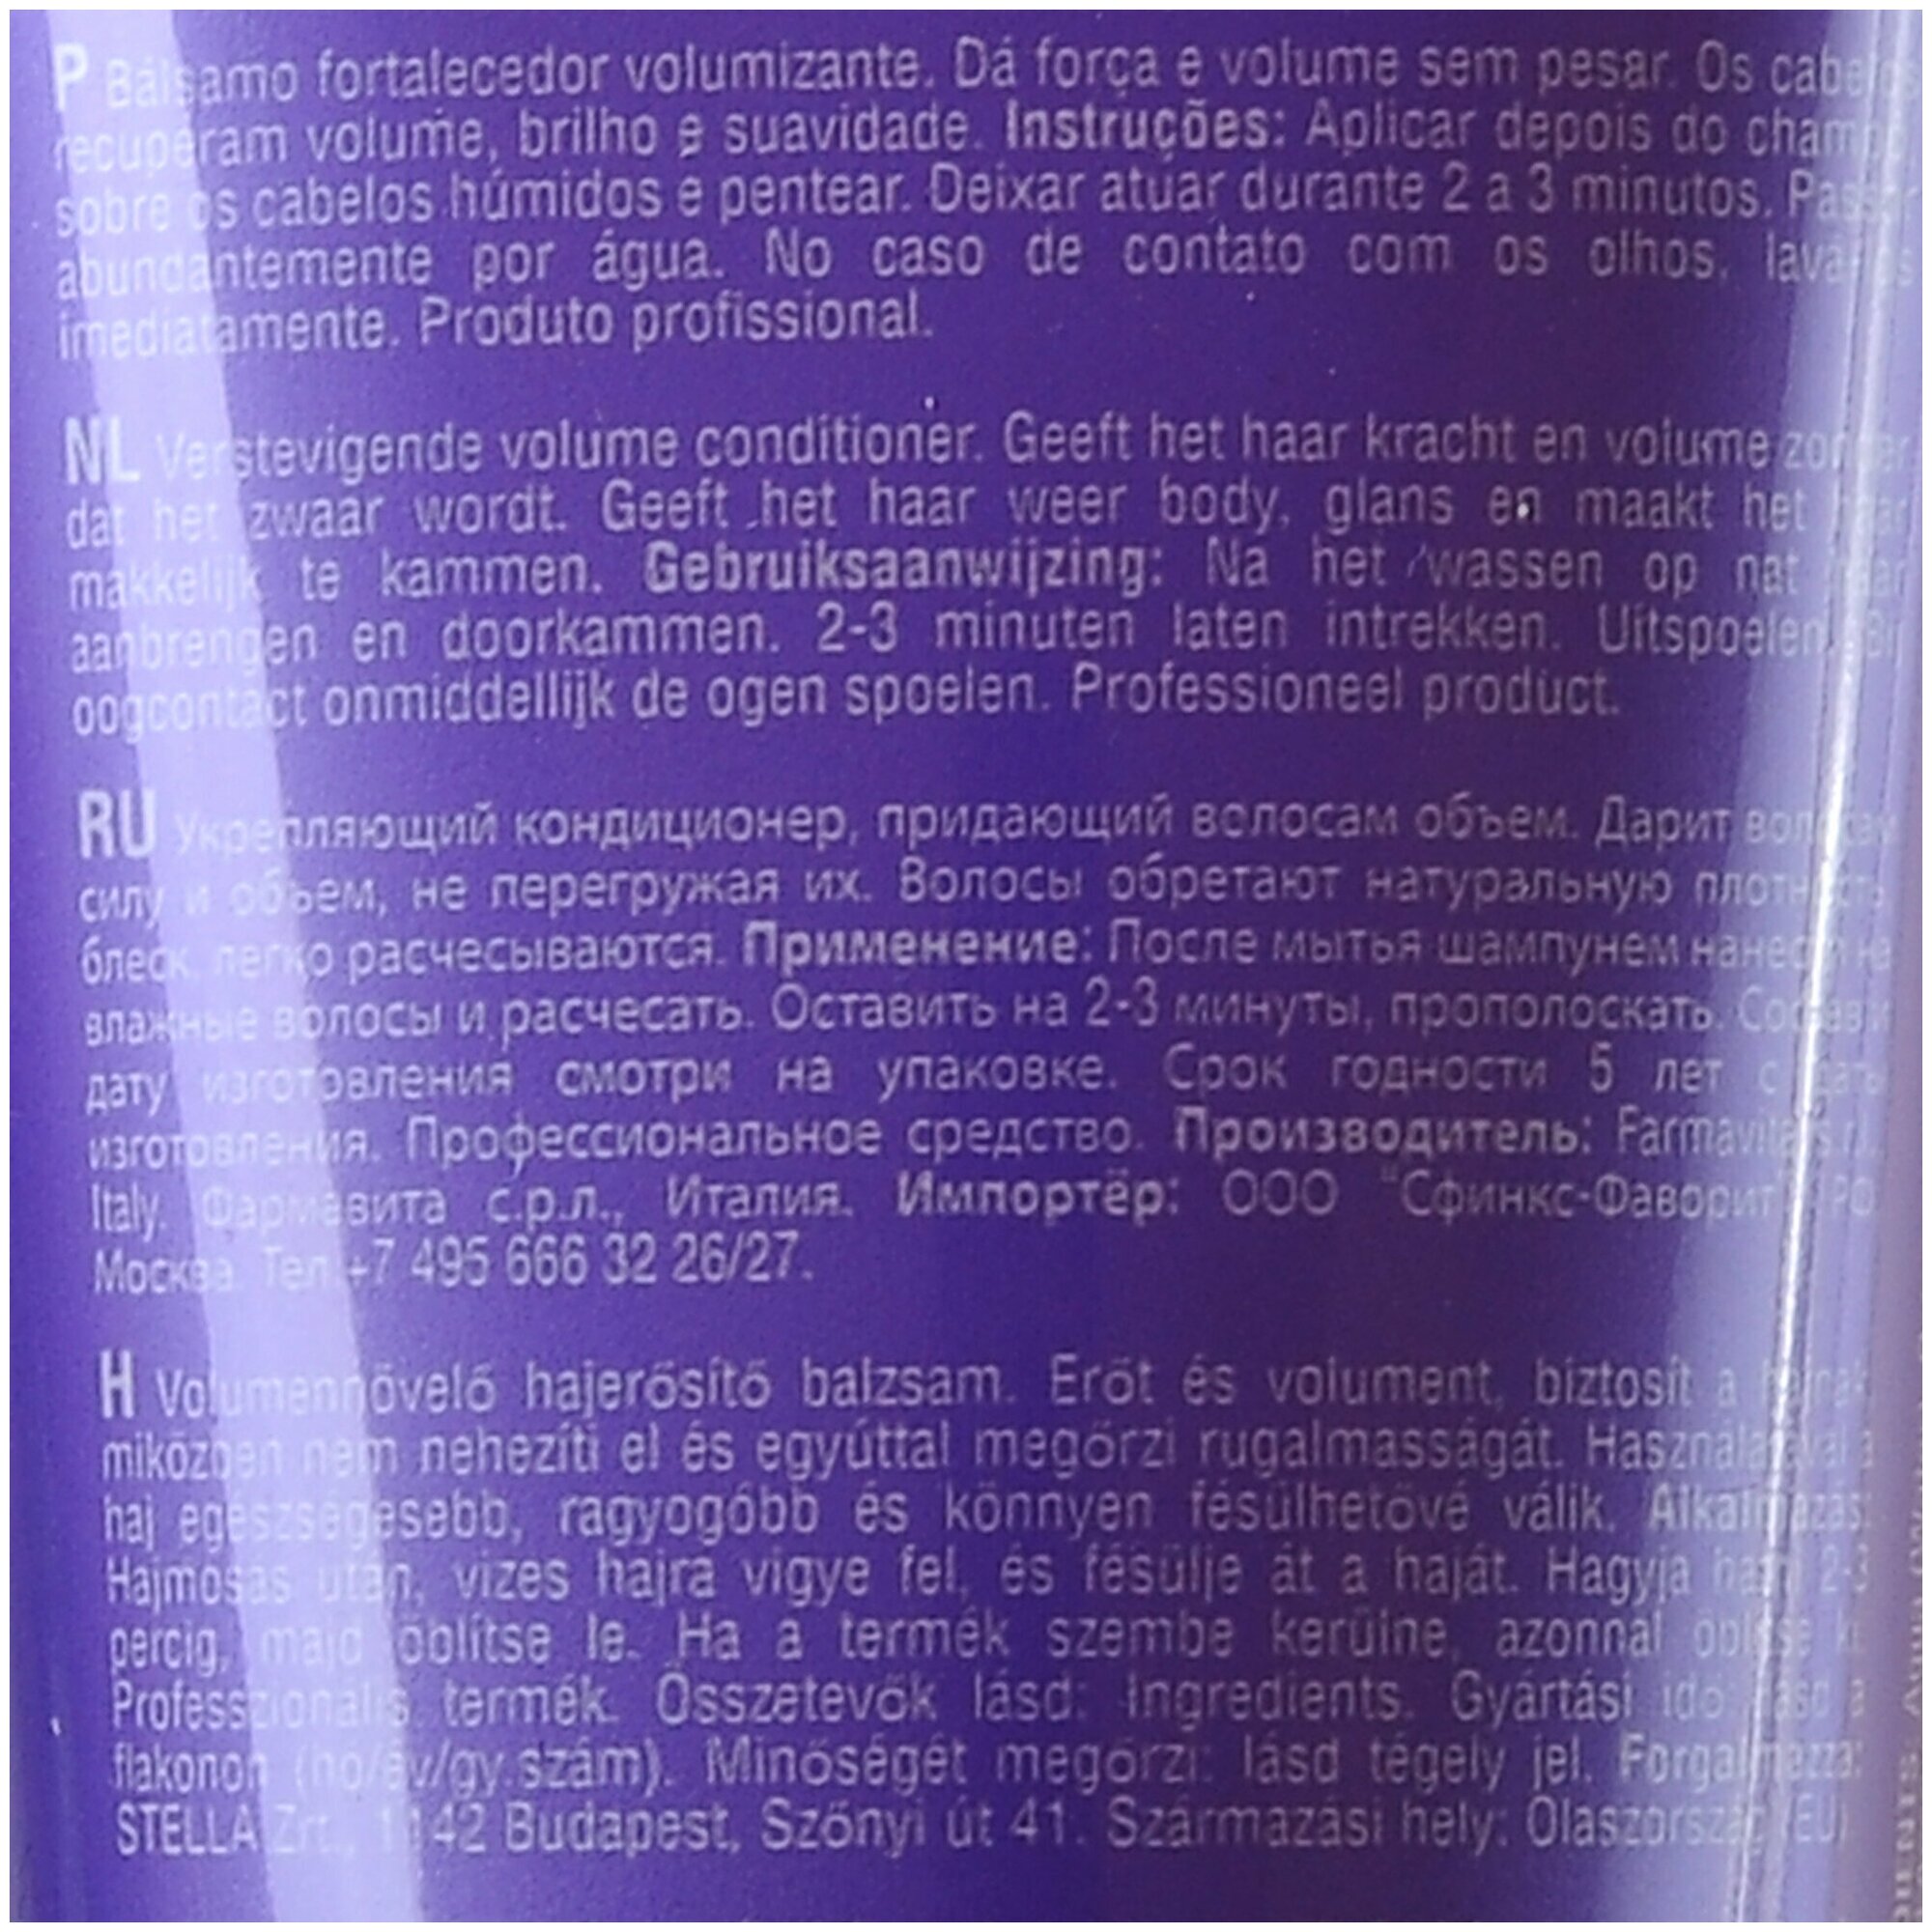 P Bálsamo fortalecedor volumizante. Dá força e volume sem pesar. Os
recuperam volume, brilho e suavidade. Instruções: Aplicar depois do
sobre os cabelos húmidos e pentear. Deixar atuar durante 2 a 3 minutos.
abundantemente por água. No caso de contato com os olhos,
imediatamente. Produto profissional.
NL Verstevigende volume conditioner. Geeft het haar kracht en volume zonder
dat het zwaar wordt. Geeft het haar weer body, glans en maakt het haar
makkelijk te kammen. Gebruiksaanwijzing: Na het wassen op nat haar
aanbrengen en doorkammen. 2-3 minuten laten intrekken. Uitspoelen. Bij
oogcontact onmiddellijk de ogen spoelen. Professioneel product.
RU Укрепляющий кондиционер, придающий волосам объем. Дарит волосам
силу и объем, не перегружая их. Волосы обретают натуральную плотность
блеск, легко расчесываются. Применение: После мытья шампунем нанести на
влажные волосы и расчесать. Оставить на 2-3 минуты, прополоскать. Состав и
дату изготовления смотри на упаковке. Срок годности 5 лет с даты
изготовления. Профессиональное средство. Производитель: Farmavita s.r.l.
Italy. Фармавита с.р.л., Италия. Импортёр: ООО "Сфинкс-Фаворит"
Москва. Тел +7 495 666 32 26/27.
H Volumennövelő hajerősítő balzsam. Erőt és volument, biztosít a hajnak
miközben nem nehezíti el és egyúttal megőrzi rugalmasságát. Használatával a
haj egészségesebb, ragyogóbb és könnyen fésülhetővé válik. Alkalmazás:
Hajmosás után, vizes hajra vigye fel, és fésülje át a haját. Hagyja hatni 2-3
percig, majd öblítse le. Ha a termék szembe kerülne, azonnal öblítse ki
Professzionális termék. Összetevők lásd: Ingredients. Gyártási idő lásd a
flakonon (hó/év/gy.szám). Minőségét megőrzi: lásd tégely jel. Forgalmazza:
STELLA Zrt., 1142 Budapest, Szőnyi út 41. Származási hely: Olaszország (EU)